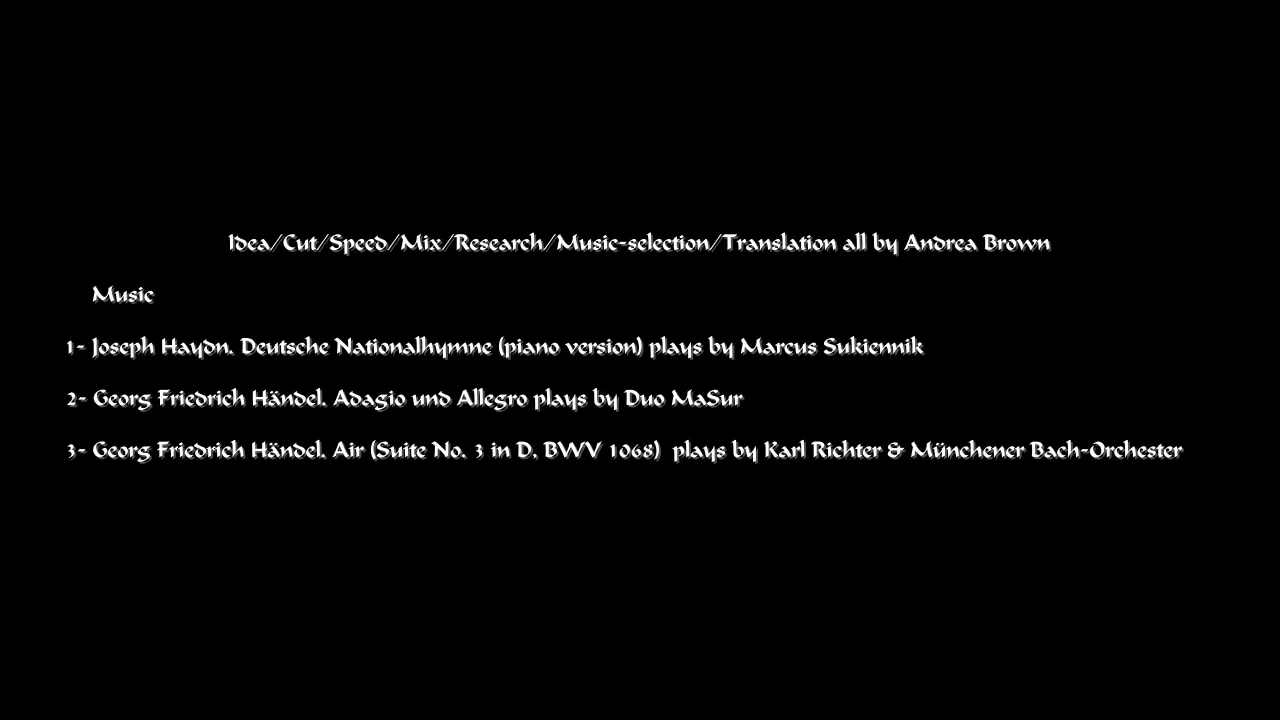 Idea/Cut/Speed/Mix/Research/Music-selection/Translation all by Andrea Brown
Music
1- Joseph Haydn. Deutsche Nationalhymne (piano version) plays by Marcus Sukiennik
2- Georg Friedrich Händel. Adagio und Allegro plays by Duo MaSur
3- Georg Friedrich Händel. Air (Suite No. 3 in D, BWV 1068) plays by Karl Richter & Münchener Bach-Orchester